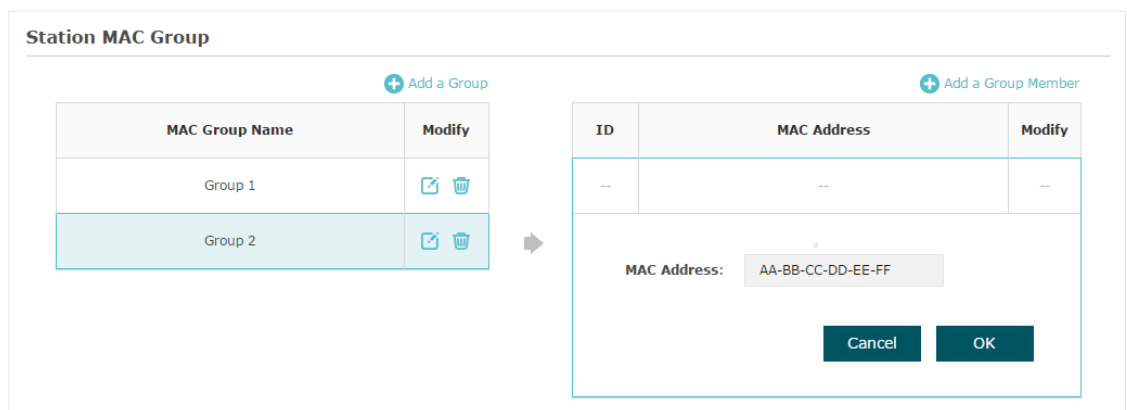 Station MAC Group
Add a Group
Add a Group Member
MAC Group Name Modify
ID MAC Address Modify
Group 1
-- -- --
Group 2
MAC Address: AA-BB-CC-DD-EE-FF
Cancel OK